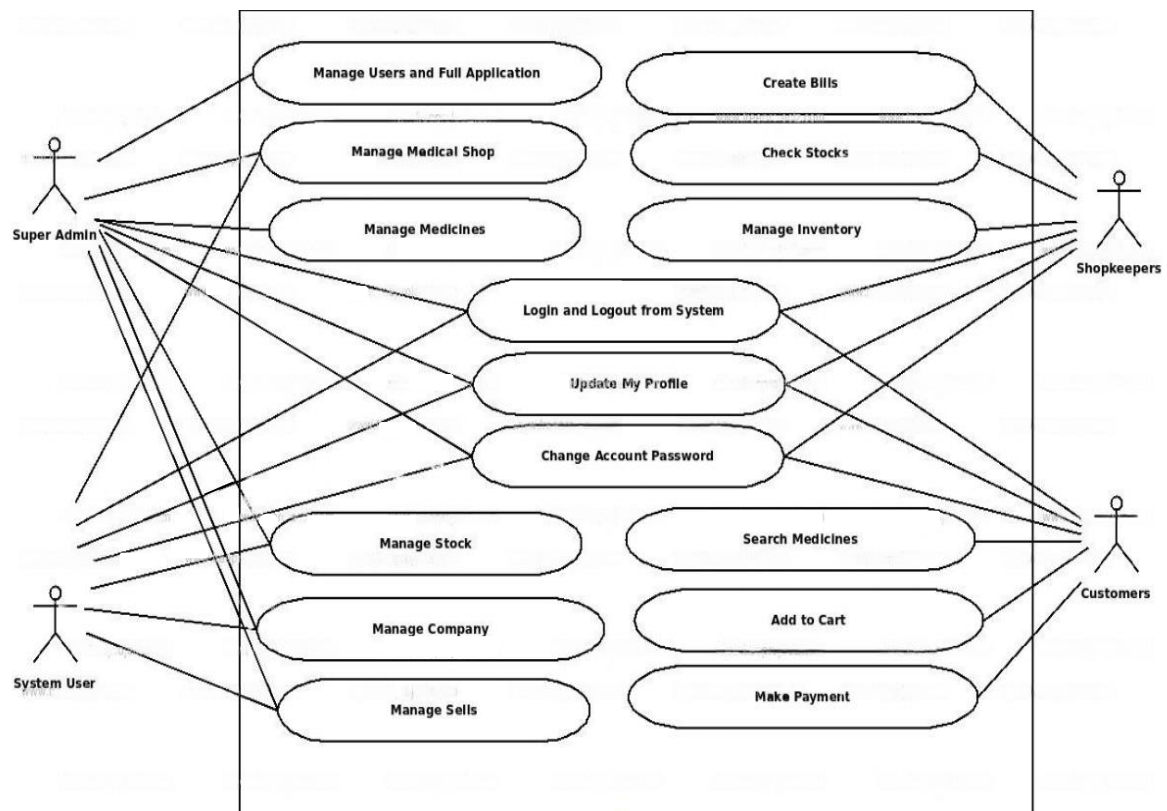 Manage Users and Full Application
Create Bills
Manage Medical Shop
Check Stocks
Super Admin
Manage Medicines
Manage Inventory
Shopkeepers
Login and Logout from System
Update My Profile
Change Account Password
Manage Stock
Search Medicines
System User
Manage Company
Add to Cart
Customers
Manage Sells
Make Payment